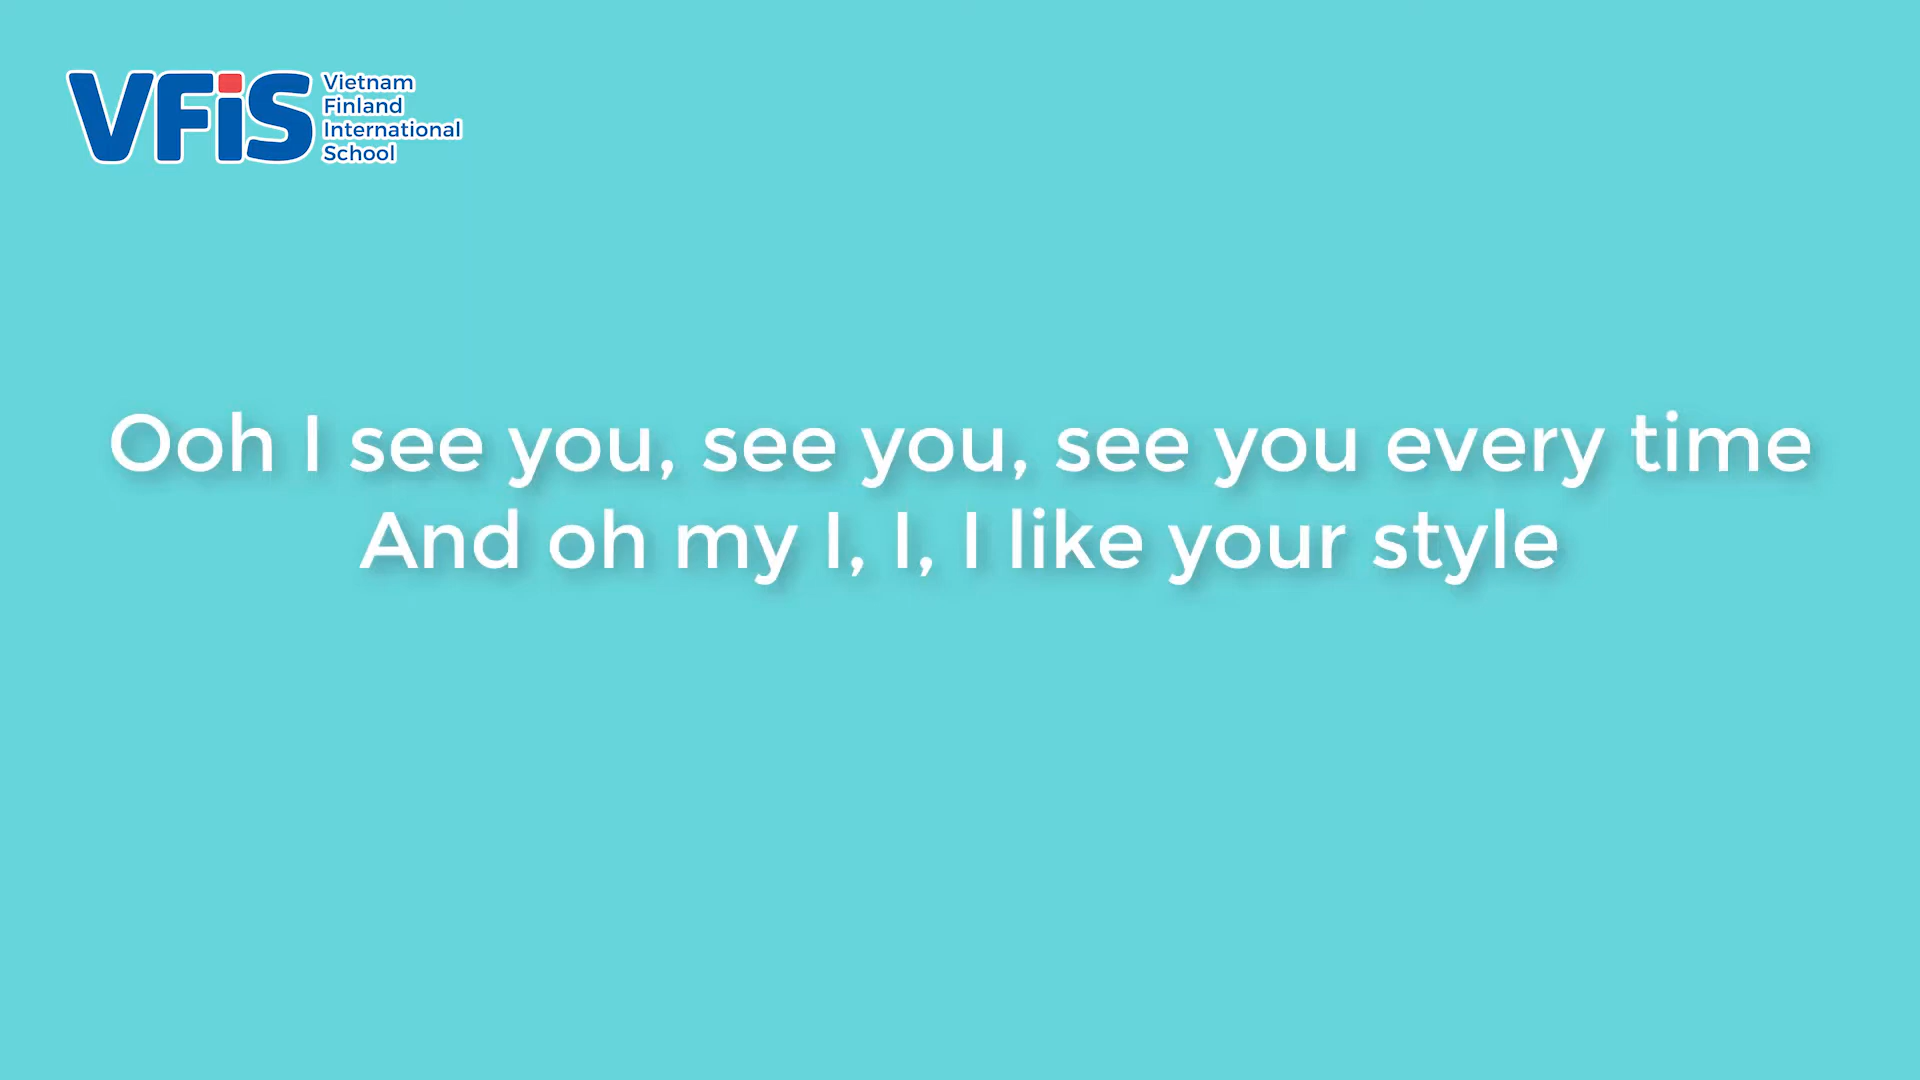 VFiS
Vietnam
Finland
International
School
Ooh I see you, see you, see you every time
And oh my I, I, I like your style